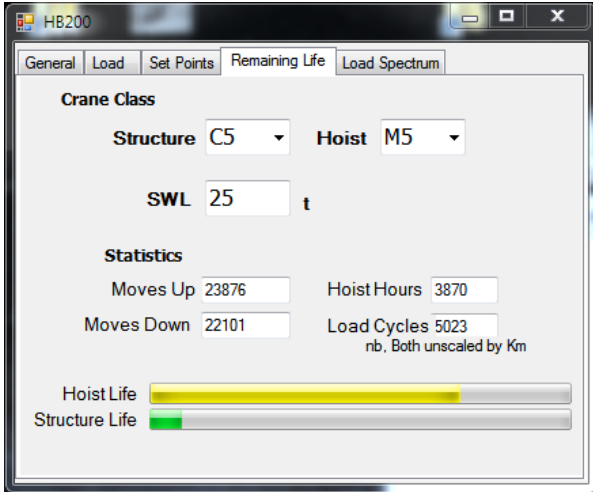 HB200
General Load Set Points Remaining Life Load Spectrum
Crane Class
Structure C5 Hoist M5
SWL 25 t
Statistics
Moves Up 23876 Hoist Hours 3870
Moves Down 22101 Load Cycles 5023
nb, Both unscaled by Km
Hoist Life
Structure Life